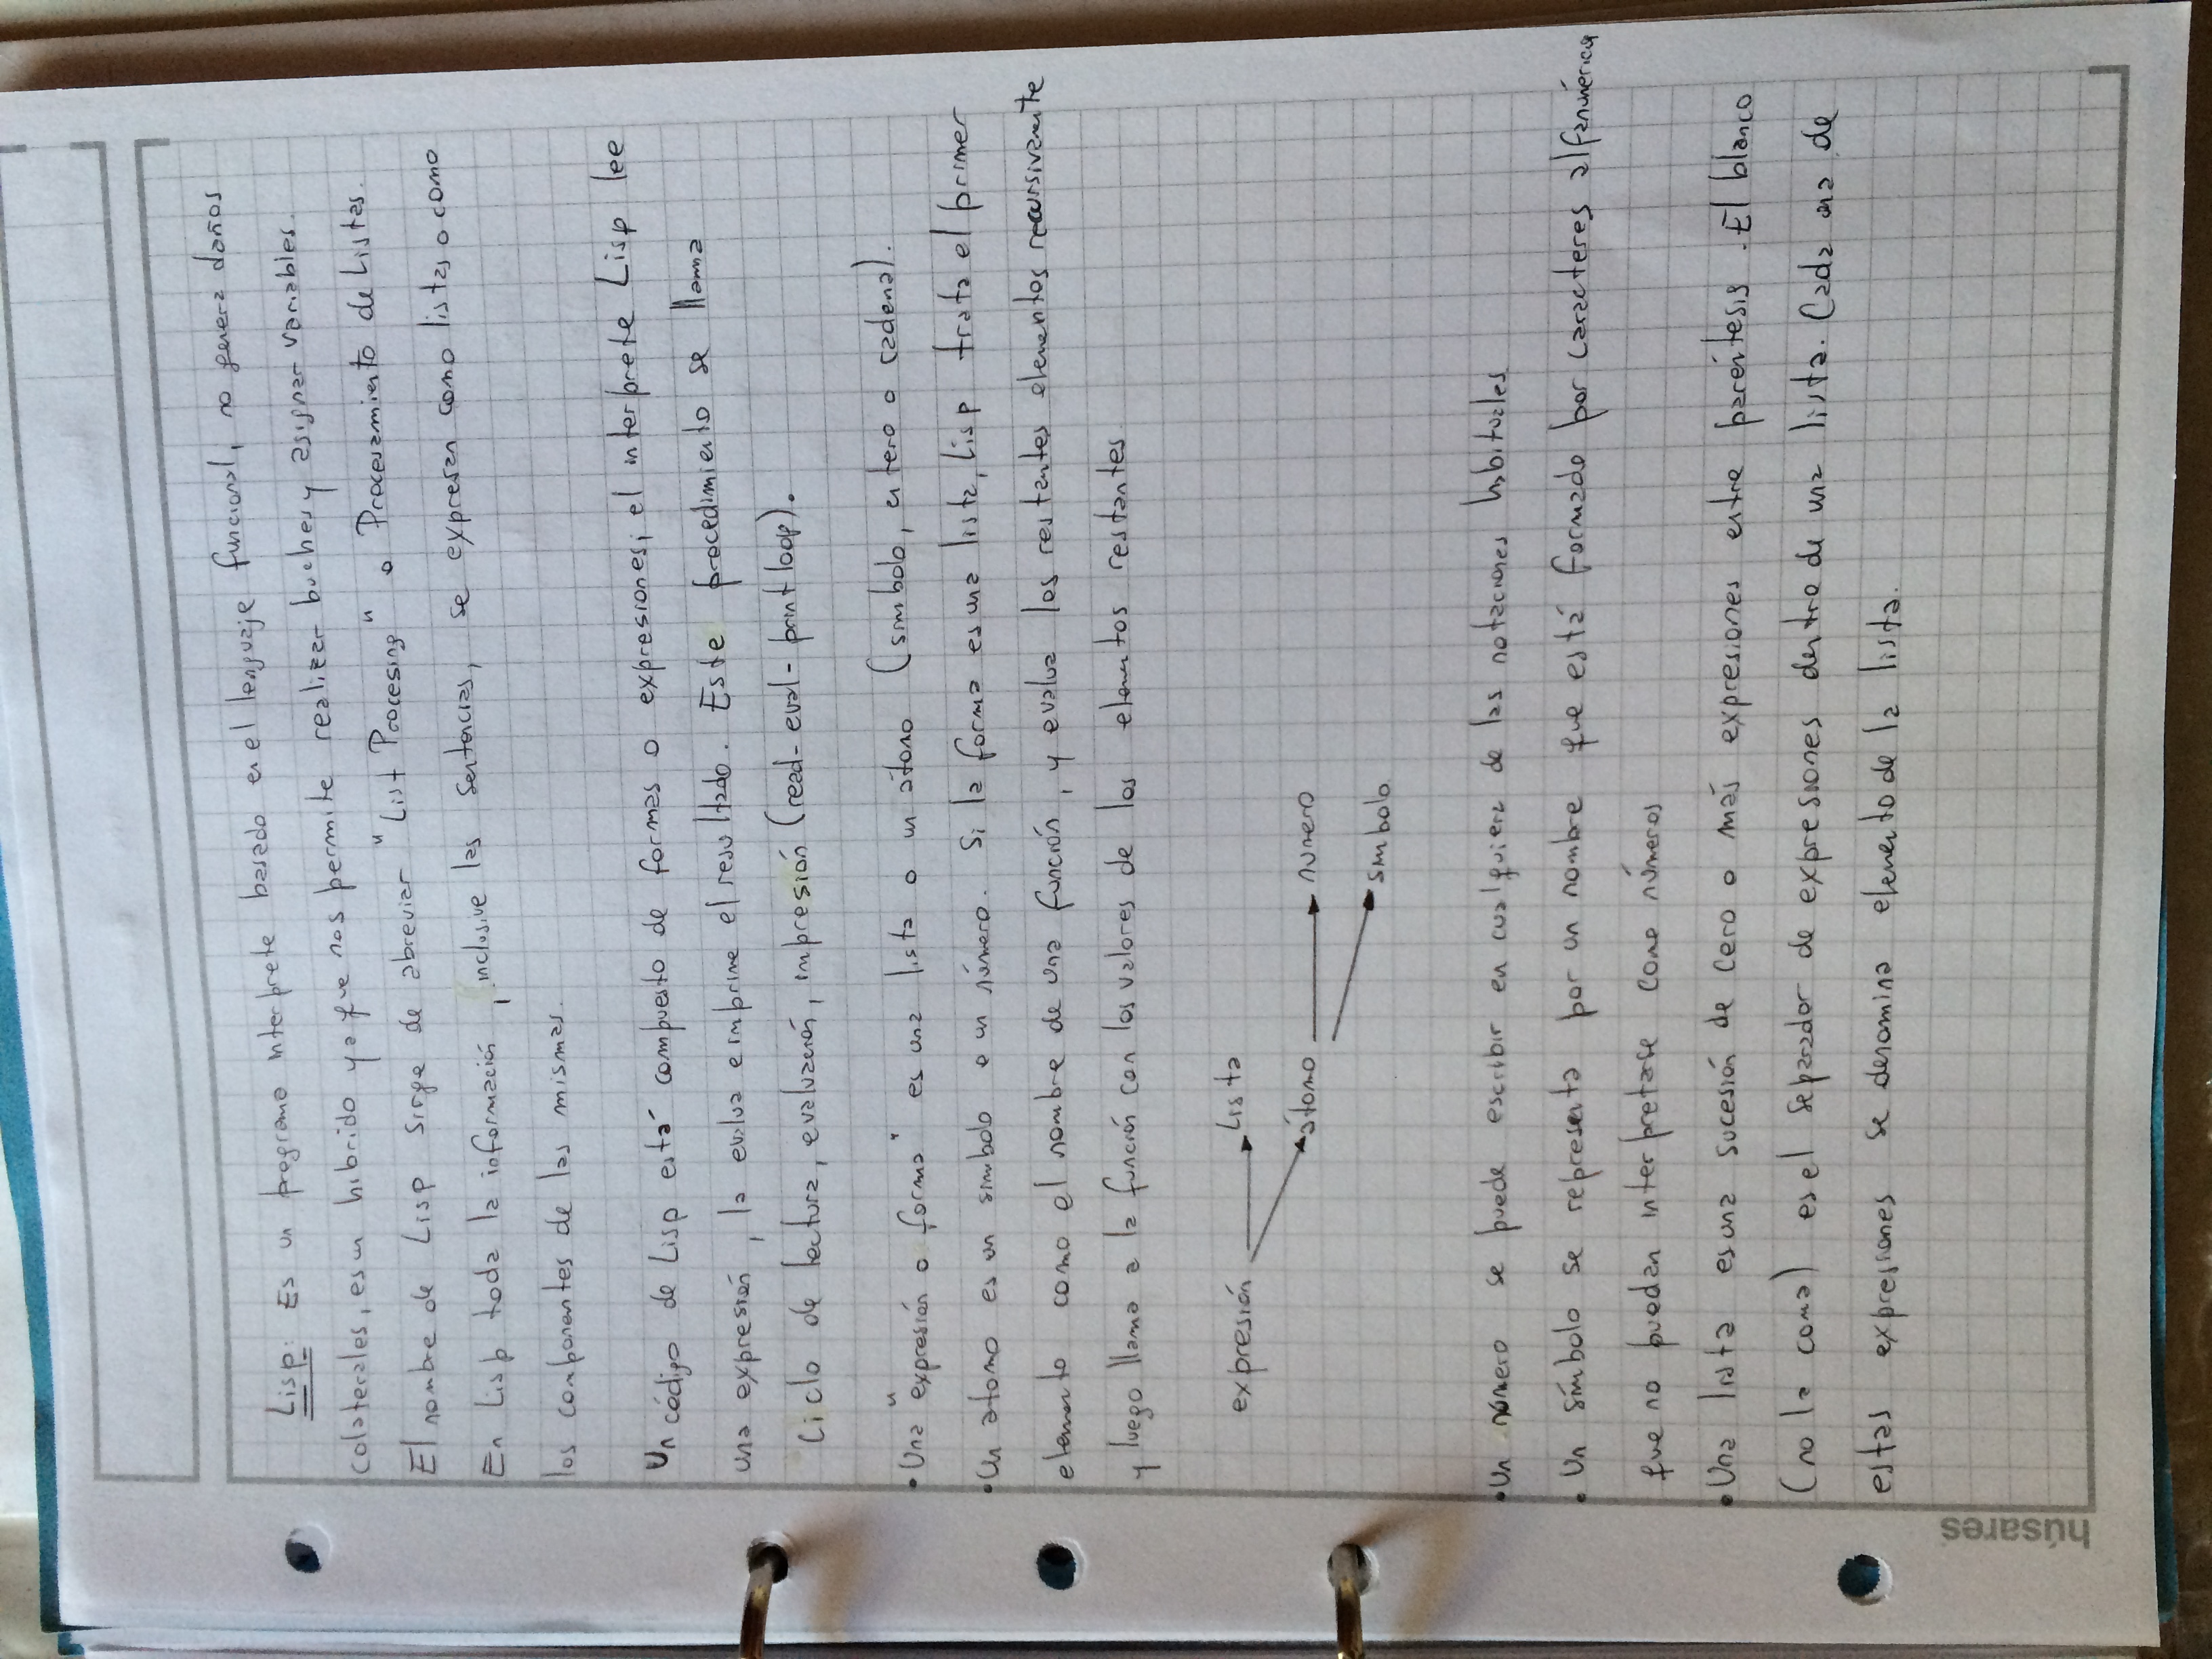 Lisp: Es un programa interprete basado en el lenguaje funcional, no genera daños
colaterales, es un hibrido ya que nos permite realizar bucles y asignar variables.
El nombre de Lisp sirge de abreviar "List Procesing" o Procesamiento de Listas.
En Lisp toda la información, inclusive las sentencias, se expresan como listas o como
los componentes de las mismas.
Un código de Lisp está compuesto de formas o expresiones; el interprete Lisp lee
una expresión, la evalua e imprime el resultado. Este procedimiento se llama
Ciclo de lectura, evaluación, impresión (read-eval-print loop).
• Una "expresión o forma" es una lista o un átomo (simbolo, entero o cadena).
• Un atomo es un simbolo o un número. Si la forma es una lista, Lisp trata el primer
elemento como el nombre de una función, y evalua los restantes elementos recursivamente
y luego llama a la función con los valores de los elementos restantes.
expresión → Lista
→ átomo → numero
→ simbolo
• Un número se puede escribir en cualquiera de las notaciones habituales.
• Un símbolo se representa por un nombre que está formado por caracteres alfanuméricos
que no puedan interpretarse como números
• Una lista es una sucesión de cero o más expresiones entre paréntesis. El blanco
(no la coma) es el separador de expresiones dentro de una lista. Cada una de
estas expresiones se denomina elemento de la lista.
húsares